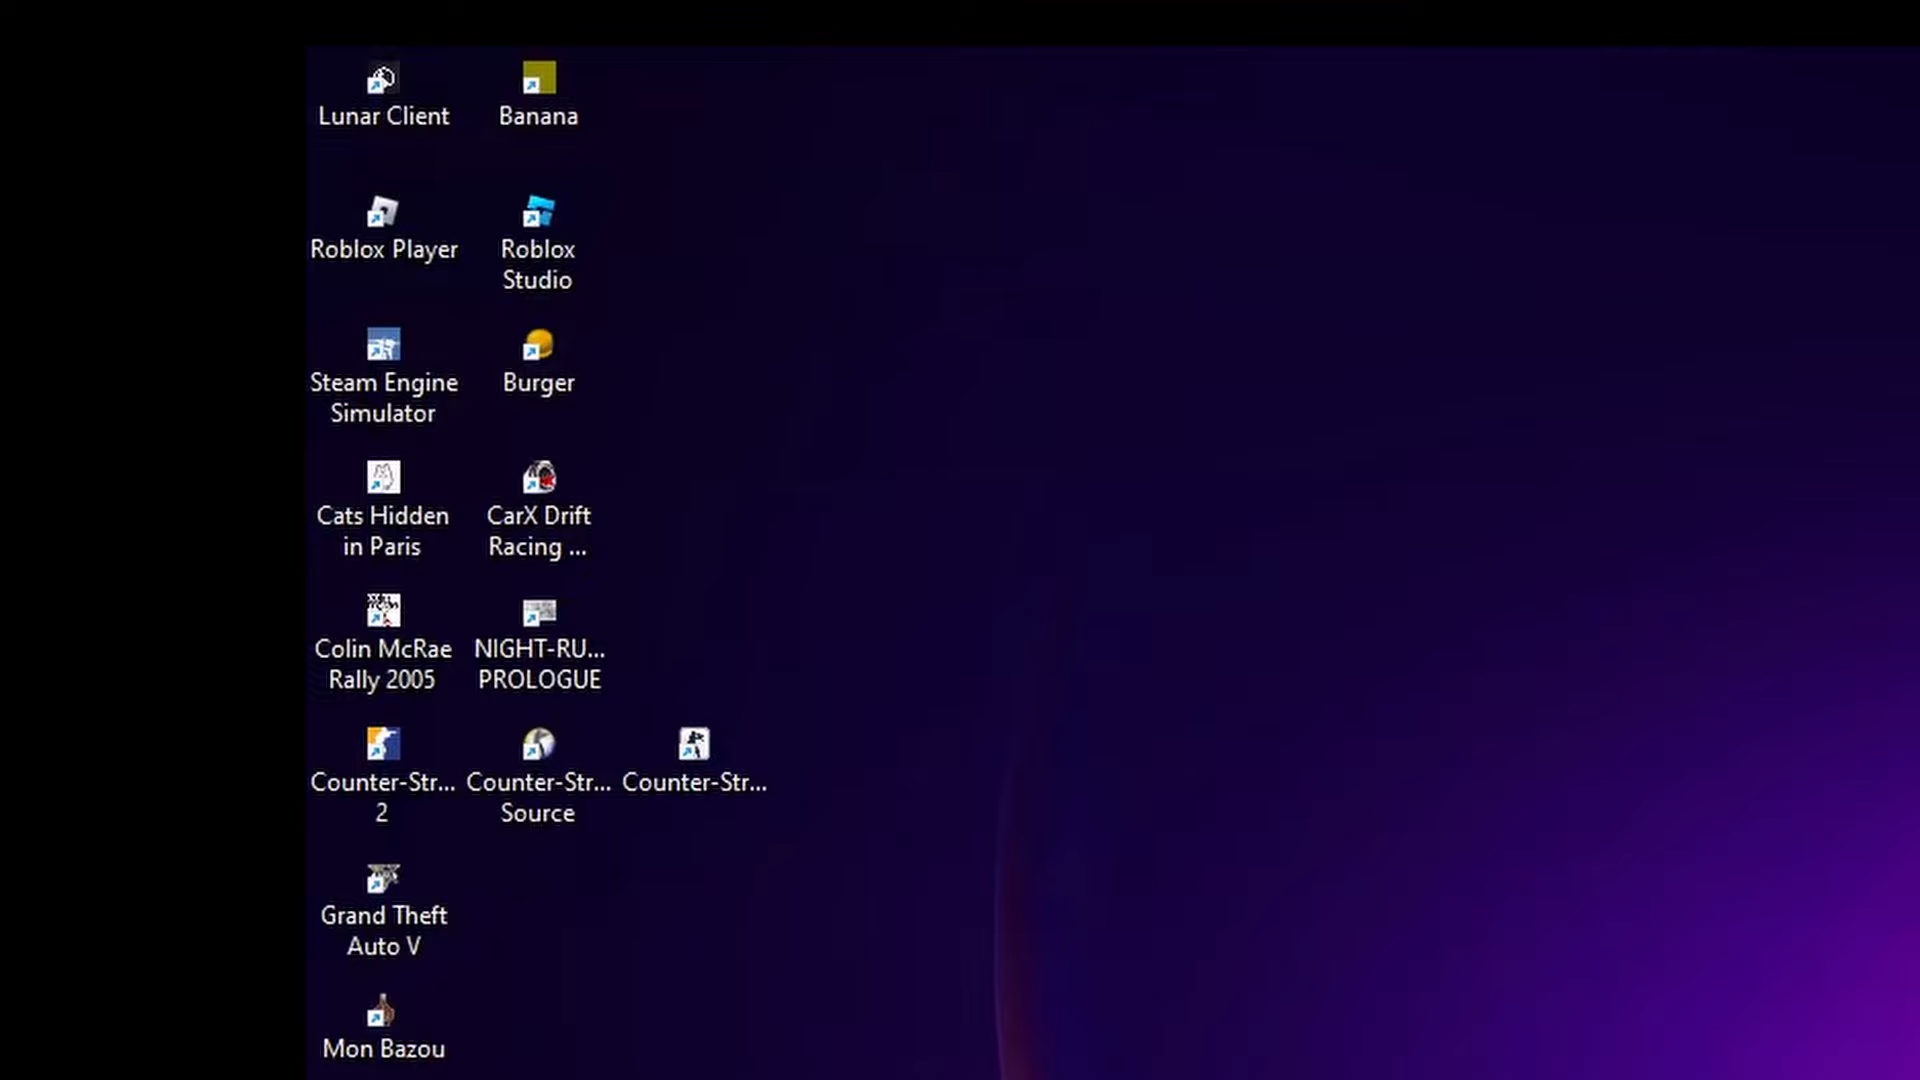 Lunar Client
Banana
Roblox Player
Roblox
Studio
Steam Engine
Simulator
Burger
Cats Hidden
in Paris
CarX Drift
Racing ...
Colin McRae
Rally 2005
NIGHT-RU...
PROLOGUE
Counter-Str...
2
Counter-Str...
Source
Counter-Str...
Grand Theft
Auto V
Mon Bazou